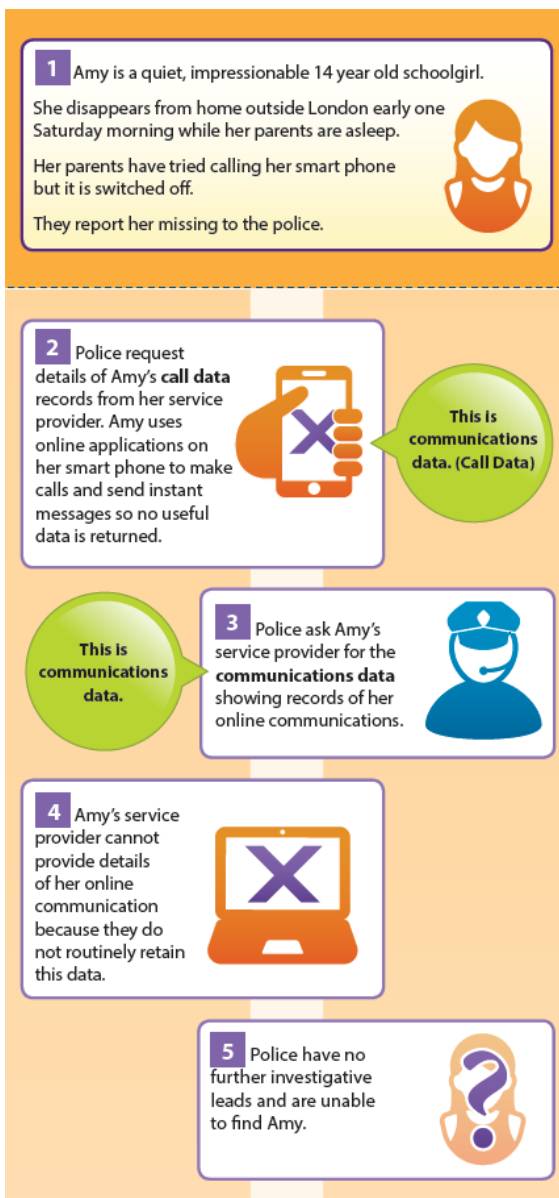 1 Amy is a quiet, impressionable 14 year old schoolgirl.
She disappears from home outside London early one
Saturday morning while her parents are asleep.
Her parents have tried calling her smart phone
but it is switched off.
They report her missing to the police.
2 Police request
details of Amy's call data
records from her service
provider. Amy uses
online applications on
her smart phone to make
calls and send instant
messages so no useful
data is returned.
This is
communications
data. (Call Data)
This is
communications
data.
3 Police ask Amy's
service provider for the
communications data
showing records of her
online communications.
4 Amy's service
provider cannot
provide details
of her online
communication
because they do
not routinely retain
this data.
5 Police have no
further investigative
leads and are unable
to find Amy.